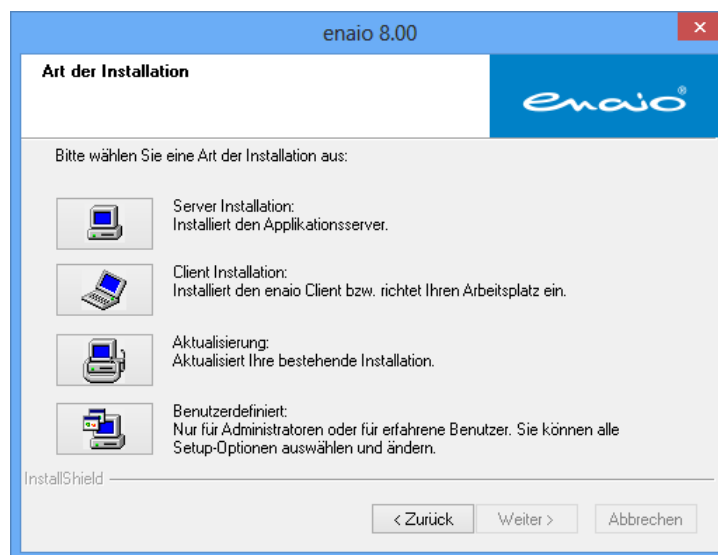 enaio 8.00
Art der Installation
enaio®
Bitte wählen Sie eine Art der Installation aus:
Server Installation:
Installiert den Applikationsserver.
Client Installation:
Installiert den enaio Client bzw. richtet Ihren Arbeitsplatz ein.
Aktualisierung:
Aktualisiert Ihre bestehende Installation.
Benutzerdefiniert:
Nur für Administratoren oder für erfahrene Benutzer. Sie können alle
Setup-Optionen auswählen und ändern.
InstallShield
< Zurück Weiter > Abbrechen